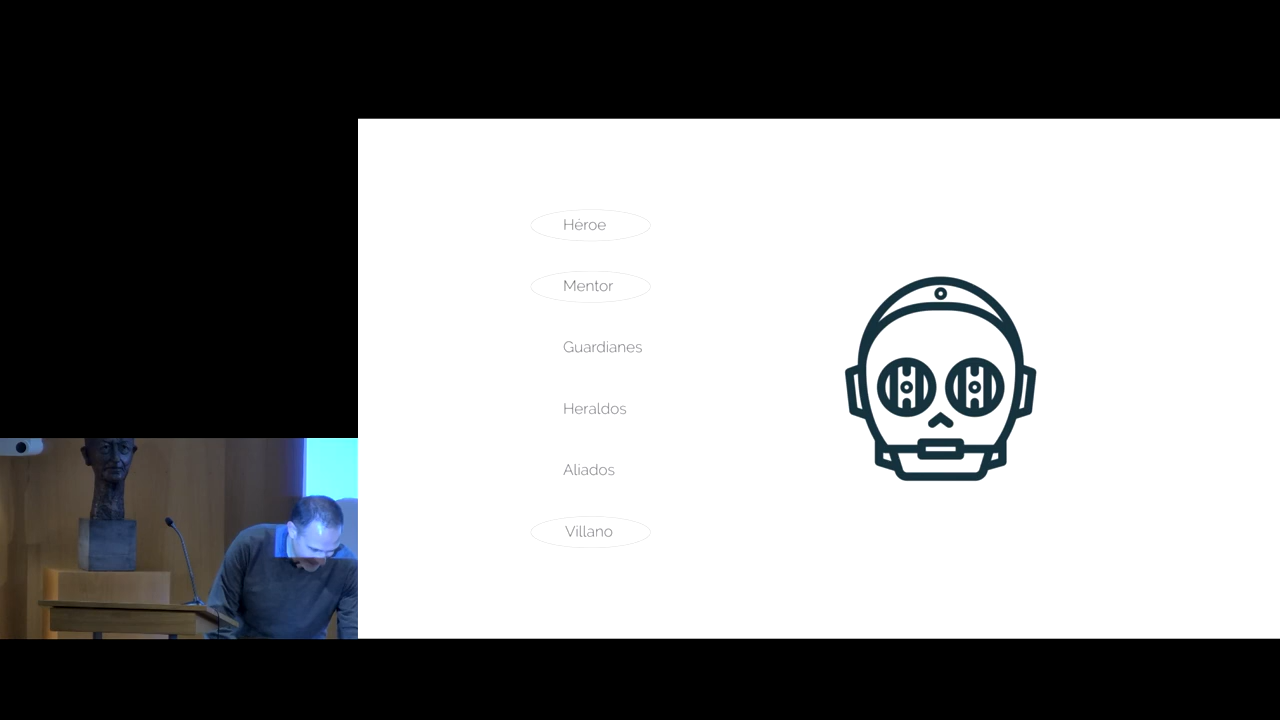 Héroe
Mentor
Guardianes
Heraldos
Aliados
Villano